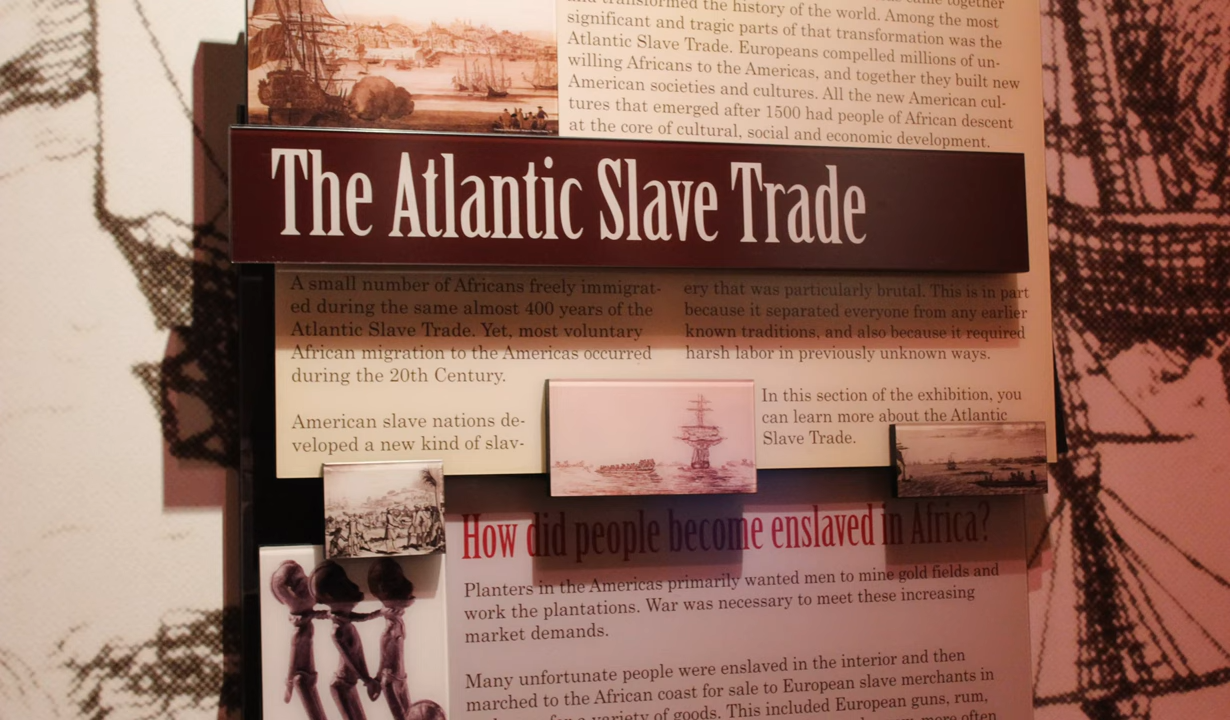 came together
transformed the history of the world. Among the most
significant and tragic parts of that transformation was the
Atlantic Slave Trade. Europeans compelled millions of un-
willing Africans to the Americas, and together they built new
American societies and cultures. All the new American cul-
tures that emerged after 1500 had people of African descent
at the core of cultural, social and economic development.
The Atlantic Slave Trade
A small number of Africans freely immigrat-
ed during the same almost 400 years of the
Atlantic Slave Trade. Yet, most voluntary
African migration to the Americas occurred
during the 20th Century.
American slave nations de-
veloped a new kind of slav-
ery that was particularly brutal. This is in part
because it separated everyone from any earlier
known traditions, and also because it required
harsh labor in previously unknown ways.
In this section of the exhibition, you
can learn more about the Atlantic
Slave Trade.
How did people become enslaved in Africa?
Planters in the Americas primarily wanted men to mine gold fields and
work the plantations. War was necessary to meet these increasing
market demands.
Many unfortunate people were enslaved in the interior and then
marched to the African coast for sale to European slave merchants in
for a variety of goods. This included European guns, rum,
more often